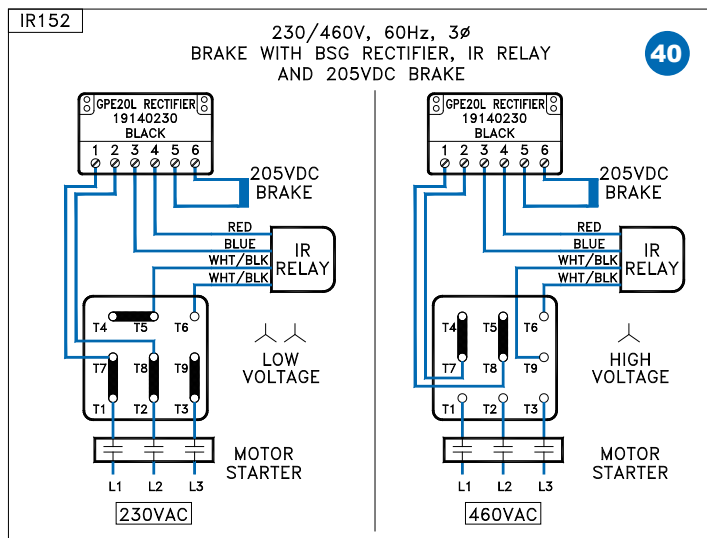 IR152
230/460V, 60Hz, 3ø
BRAKE WITH BSG RECTIFIER, IR RELAY
AND 205VDC BRAKE
40
GPE20L RECTIFIER
19140230
BLACK
1 2 3 4 5 6
205VDC
BRAKE
RED
BLUE
WHT/BLK
WHT/BLK
IR
RELAY
T4 T5 T6
T7 T8 T9
T1 T2 T3
LOW
VOLTAGE
MOTOR
STARTER
L1 L2 L3
230VAC
GPE20L RECTIFIER
19140230
BLACK
1 2 3 4 5 6
205VDC
BRAKE
RED
BLUE
WHT/BLK
WHT/BLK
IR
RELAY
T4 T5 T6
T7 T8 T9
T1 T2 T3
HIGH
VOLTAGE
MOTOR
STARTER
L1 L2 L3
460VAC